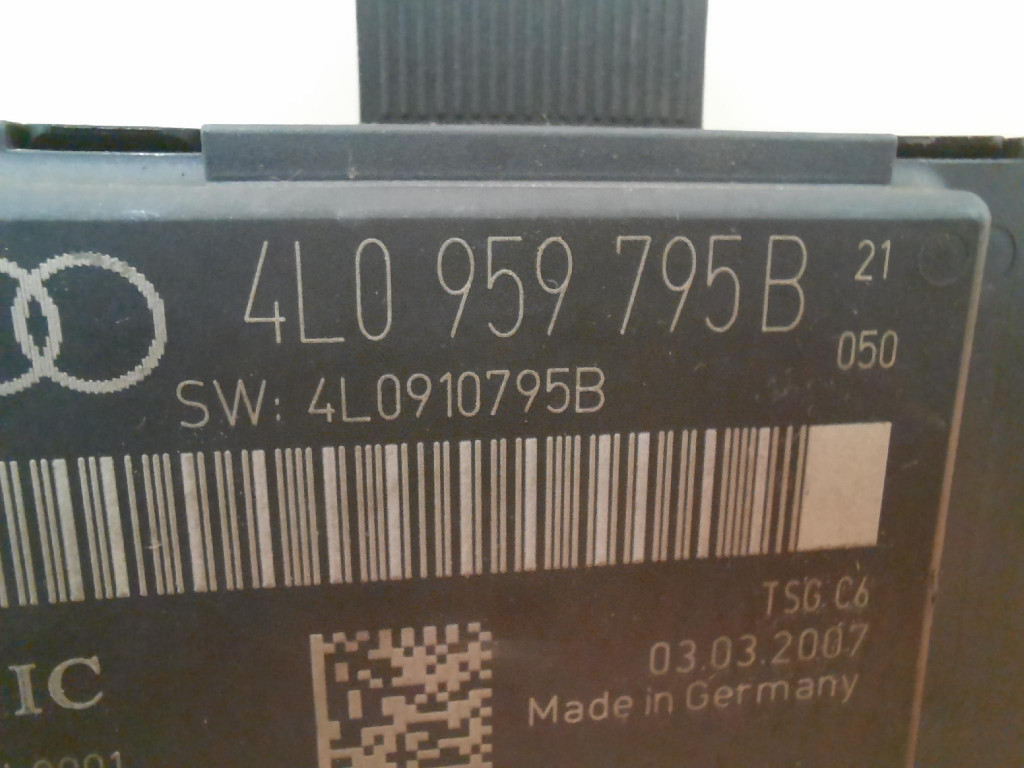 4L0 959 795 B 21
050
SW: 4L0910795B
TSG C6
03.03.2007
Made in Germany
IC